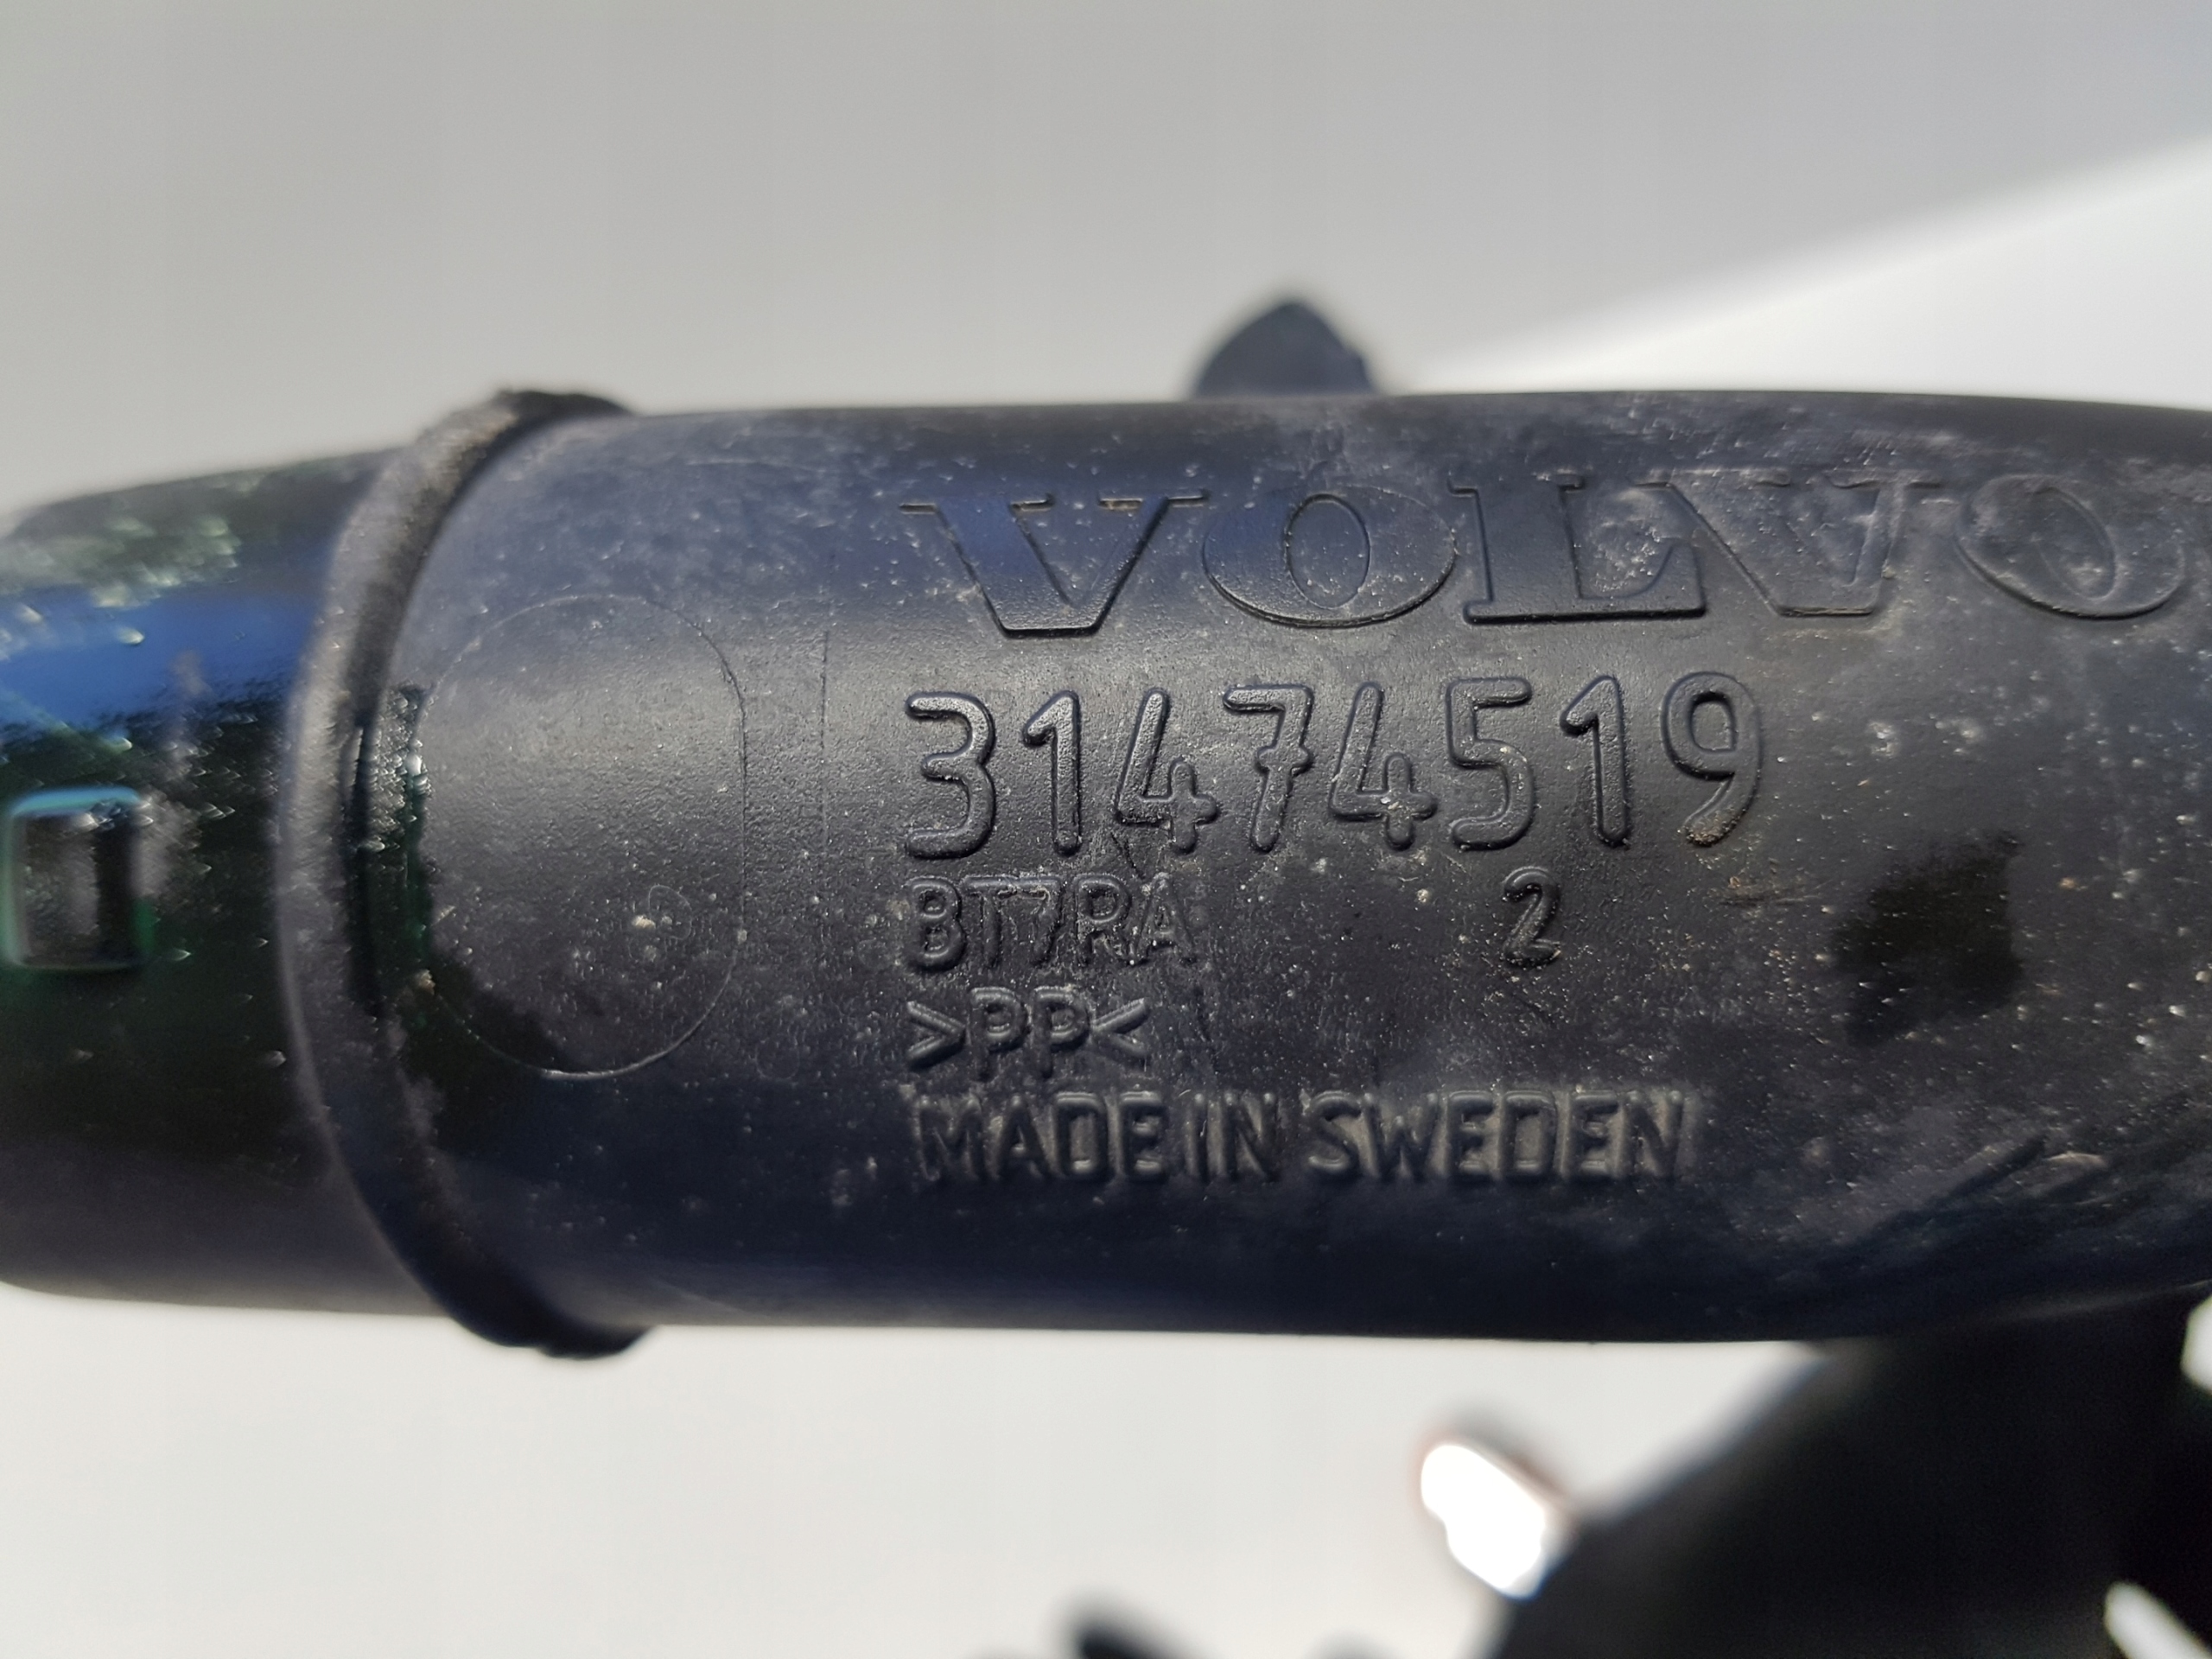 VOLVO
31474519
BT7RA 2
>PP<
MADE IN SWEDEN